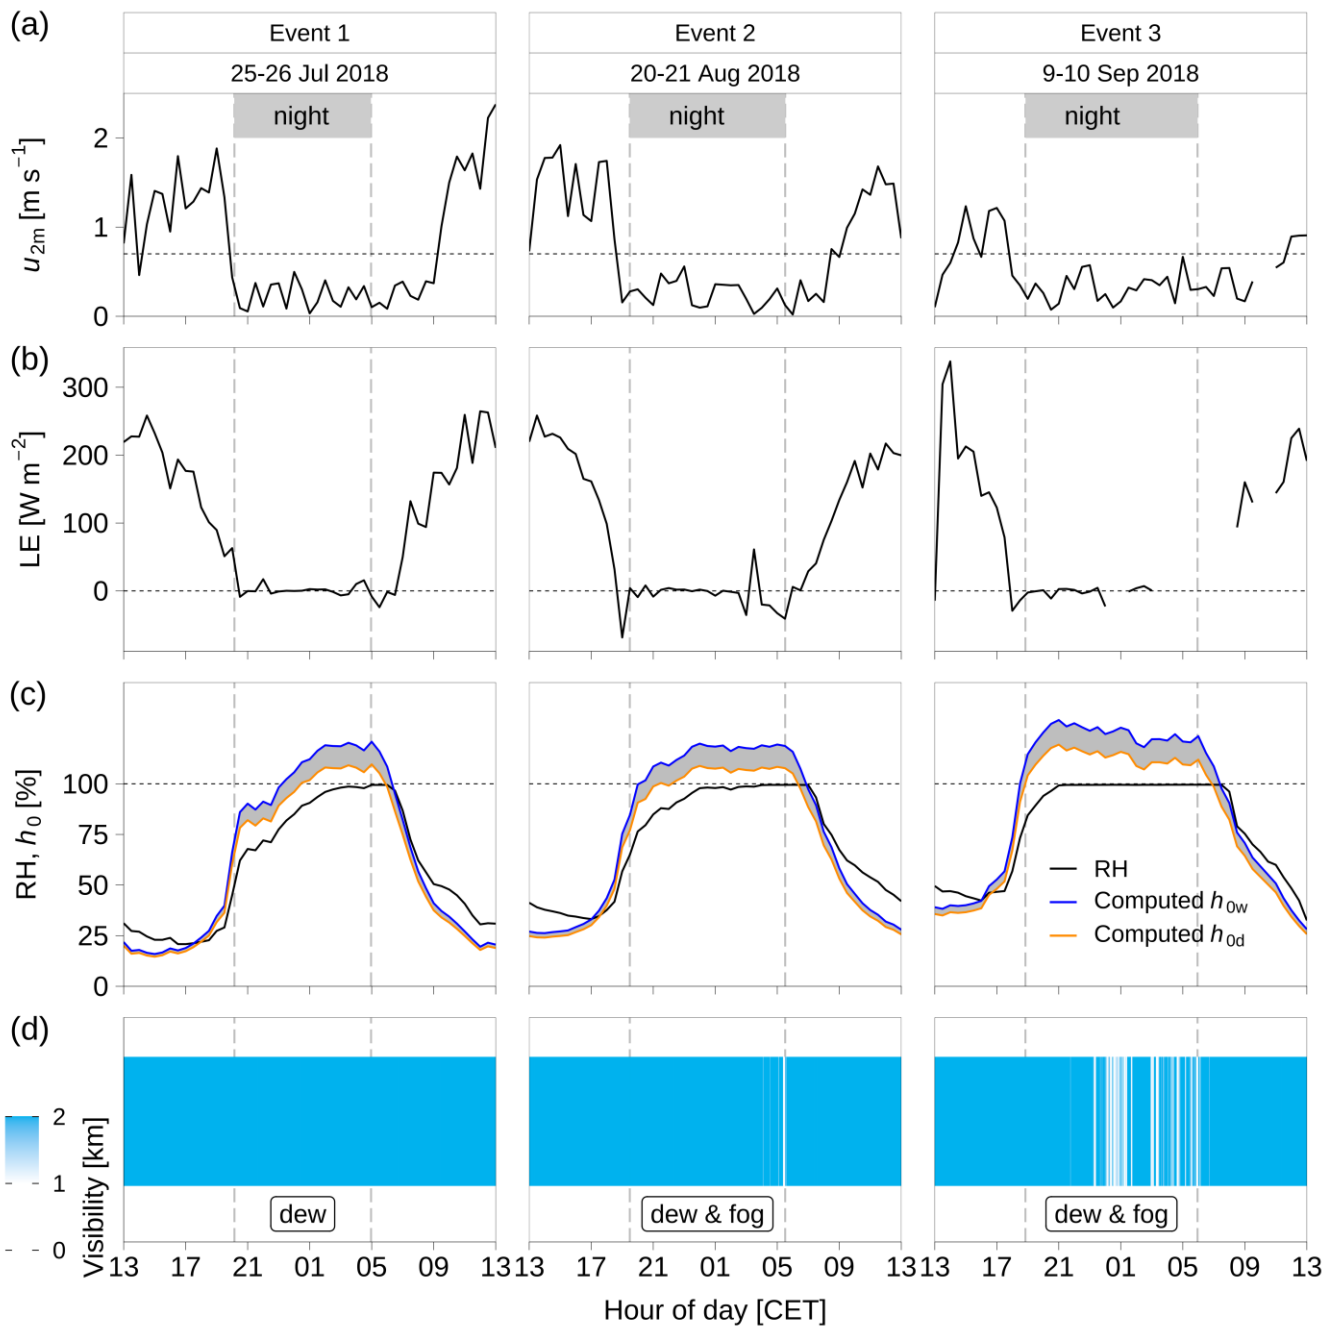 (a)
Event 1 Event 2 Event 3
25-26 Jul 2018 20-21 Aug 2018 9-10 Sep 2018
night night night
u2m [m s−1]
2
1
0
(b)
LE [W m−2]
300
200
100
0
(c)
RH, h0 [%]
100
75
50
25
0
RH
Computed h0w
Computed h0d
(d)
Visibility [km]
2
1
0
dew dew & fog dew & fog
13 17 21 01 05 09 13 17 21 01 05 09 13 13 17 21 01 05 09 13
Hour of day [CET]